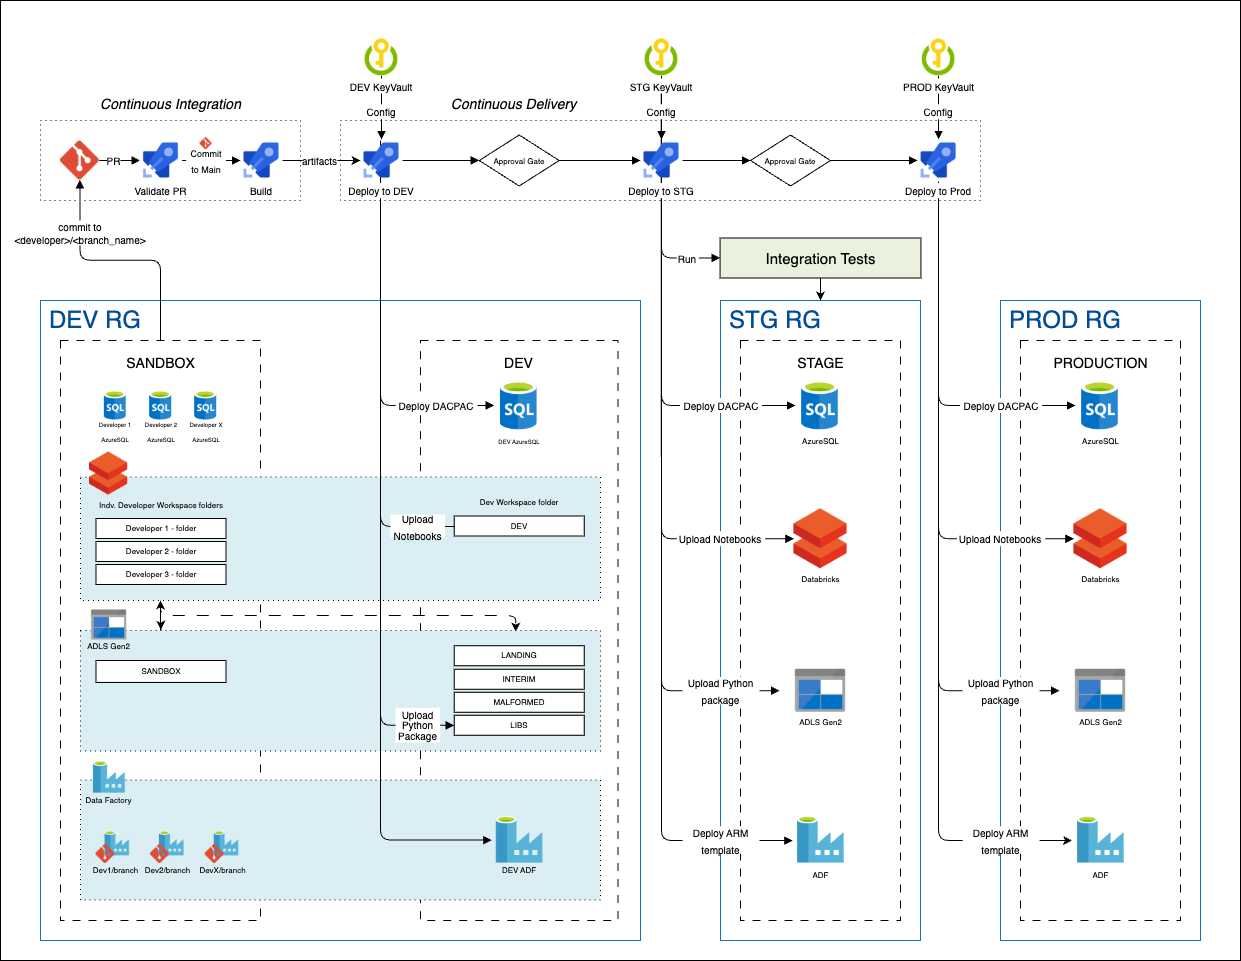 DEV KeyVault
STG KeyVault
PROD KeyVault
Continuous Integration
Continuous Delivery
Config
Config
Config
PR
Commit
to Main
artifacts
Approval Gate
Approval Gate
Validate PR
Build
Deploy to DEV
Deploy to STG
Deploy to Prod
commit to
<developer>/<branch_name>
Run
Integration Tests
DEV RG
STG RG
PROD RG
SANDBOX
DEV
STAGE
PRODUCTION
SQL
SQL
SQL
Developer 1
Developer 2
Developer X
AzureSQL
AzureSQL
AzureSQL
Deploy DACPAC
SQL
DEV AzureSQL
Deploy DACPAC
SQL
AzureSQL
Deploy DACPAC
SQL
AzureSQL
Indv. Developer Workspace folders
Developer 1 - folder
Developer 2 - folder
Developer 3 - folder
Dev Workspace folder
DEV
Upload
Notebooks
Upload Notebooks
Databricks
Upload Notebooks
Databricks
ADLS Gen2
SANDBOX
LANDING
INTERIM
MALFORMED
LIBS
Upload
Python
Package
Upload Python
package
ADLS Gen2
Upload Python
package
ADLS Gen2
Data Factory
Dev1/branch
Dev2/branch
DevX/branch
DEV ADF
Deploy ARM
template
ADF
Deploy ARM
template
ADF